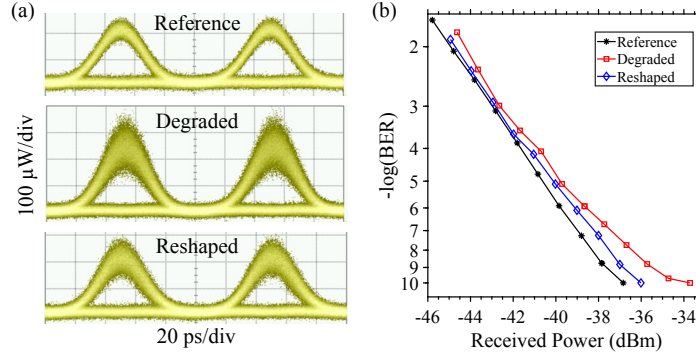 (a)
Reference
Degraded
Reshaped
100 µW/div
20 ps/div
(b)
Reference
Degraded
Reshaped
-log(BER)
2
3
4
5
6
7
8
9
10
-46 -44 -42 -40 -38 -36 -34
Received Power (dBm)